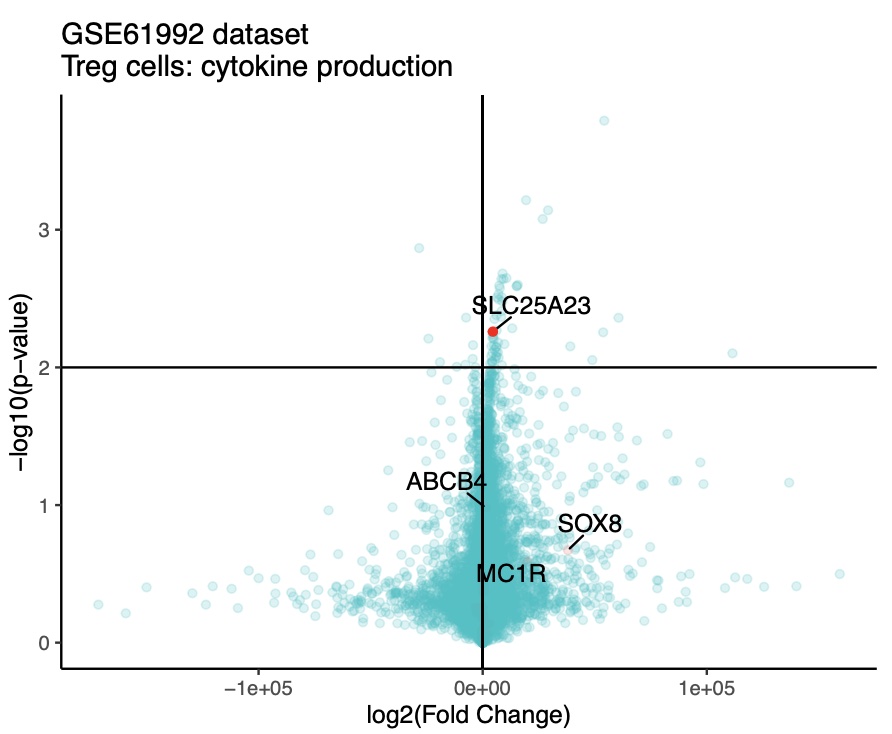 GSE61992 dataset
Treg cells: cytokine production
3
SLC25A23
2
ABCB4
1
SOX8
MC1R
0
−1e+05
0e+00
1e+05
log2(Fold Change)
−log10(p−value)